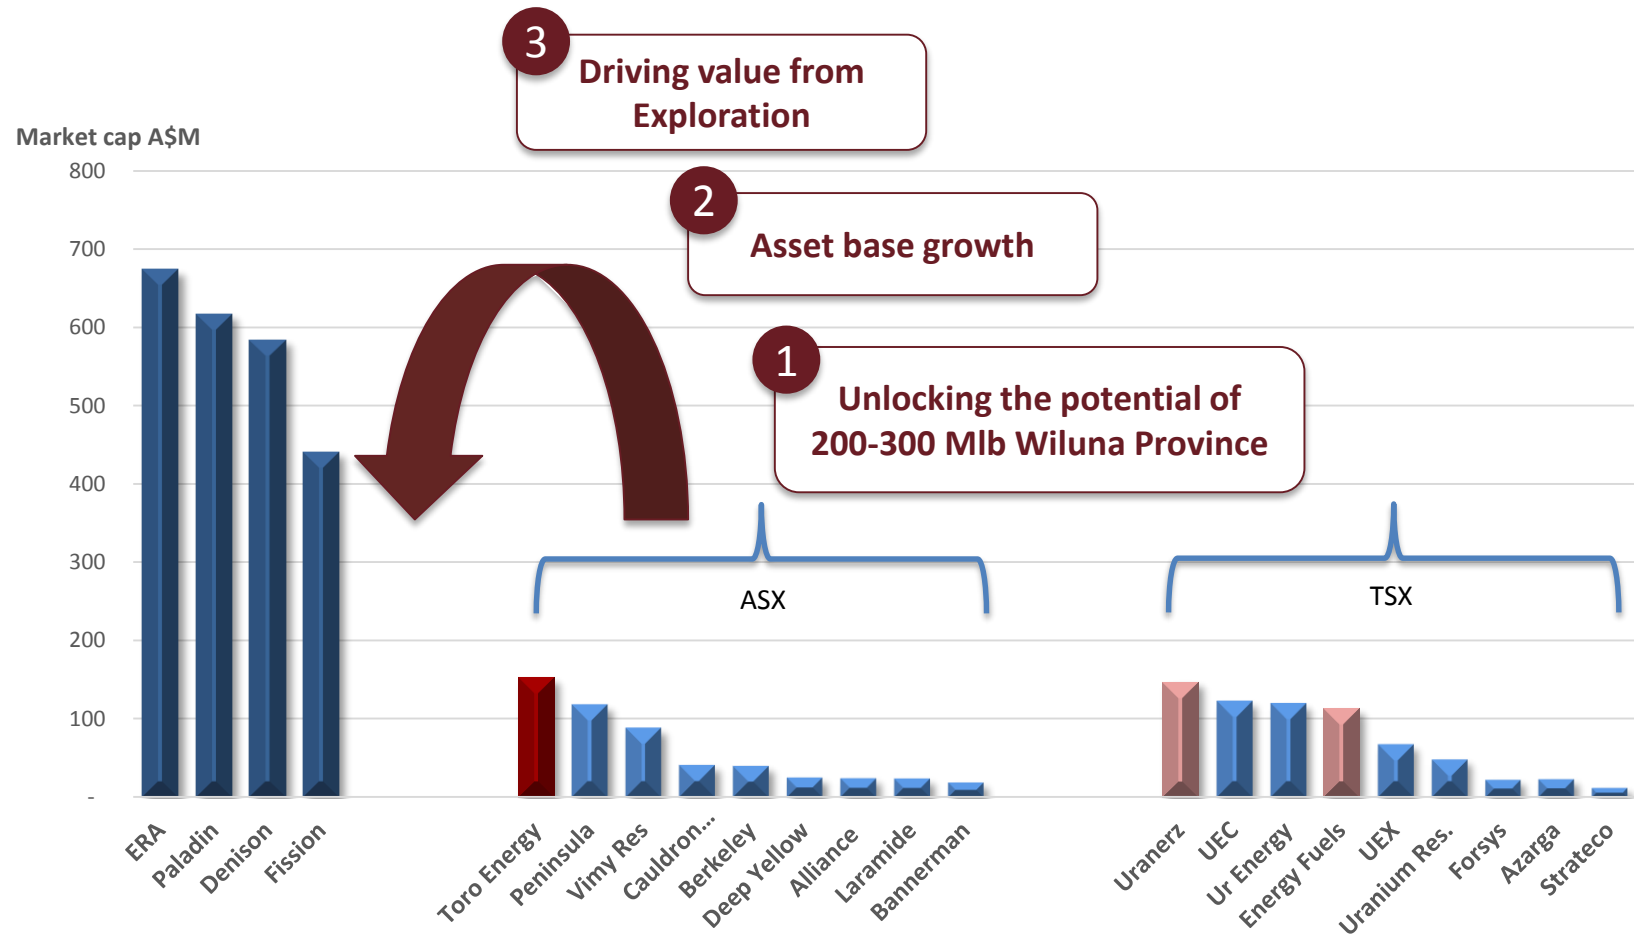 3
Driving value from
Exploration
Market cap A$M
2
Asset base growth
1
Unlocking the potential of
200-300 Mlb Wiluna Province
800
700
600
500
400
300
200
100
-
ASX
TSX
ERA
Paladin
Denison
Fission
Toro Energy
Peninsula
Vimy Res
Cauldron...
Berkeley
Deep Yellow
Alliance
Laramide
Bannerman
Uranerz
UEC
Ur Energy
Energy Fuels
UEX
Uranium Res.
Forsys
Azarga
Strateco